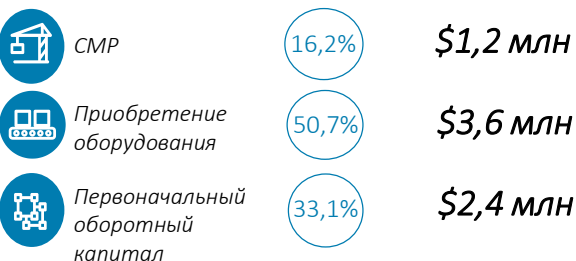 СМР 16,2% $1,2 млн
Приобретение
оборудования 50,7% $3,6 млн
Первоначальный
оборотный 33,1% $2,4 млн
капитал